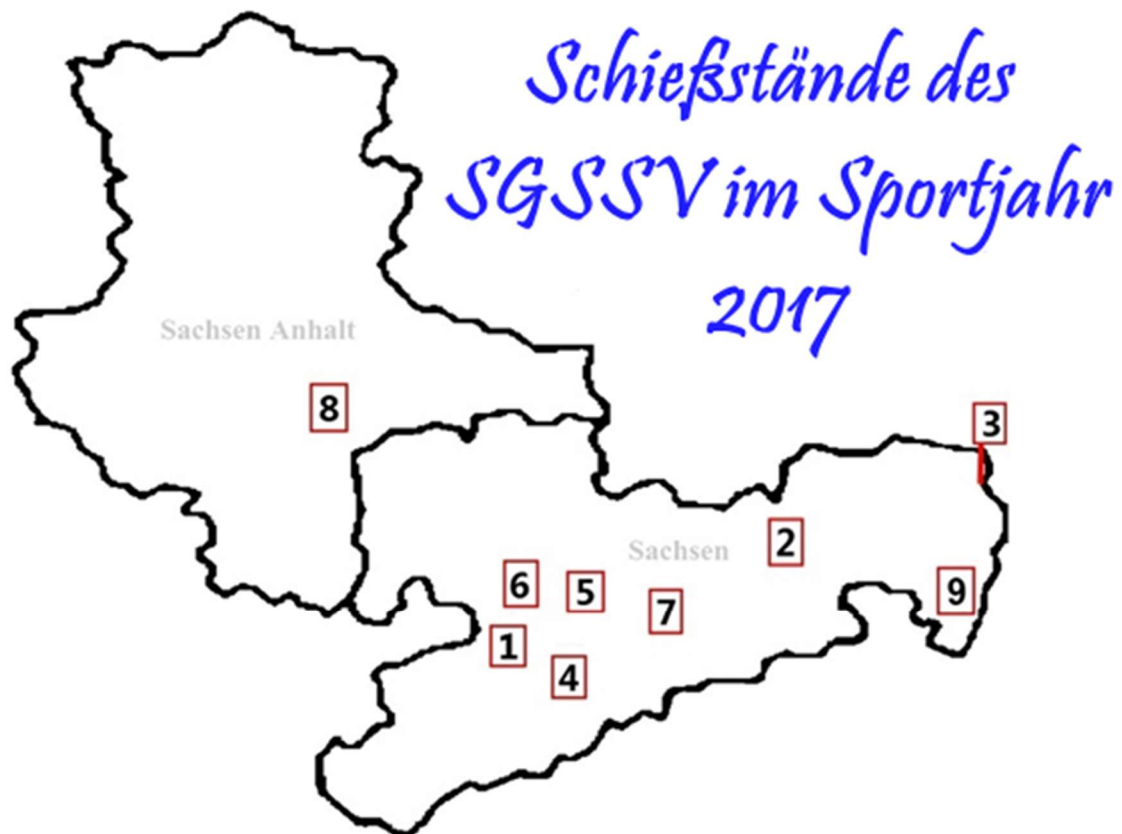 Schießstände des
SGSSV im Sportjahr
2017
Sachsen Anhalt
8
3
2
Sachsen
6
5
9
7
1
4